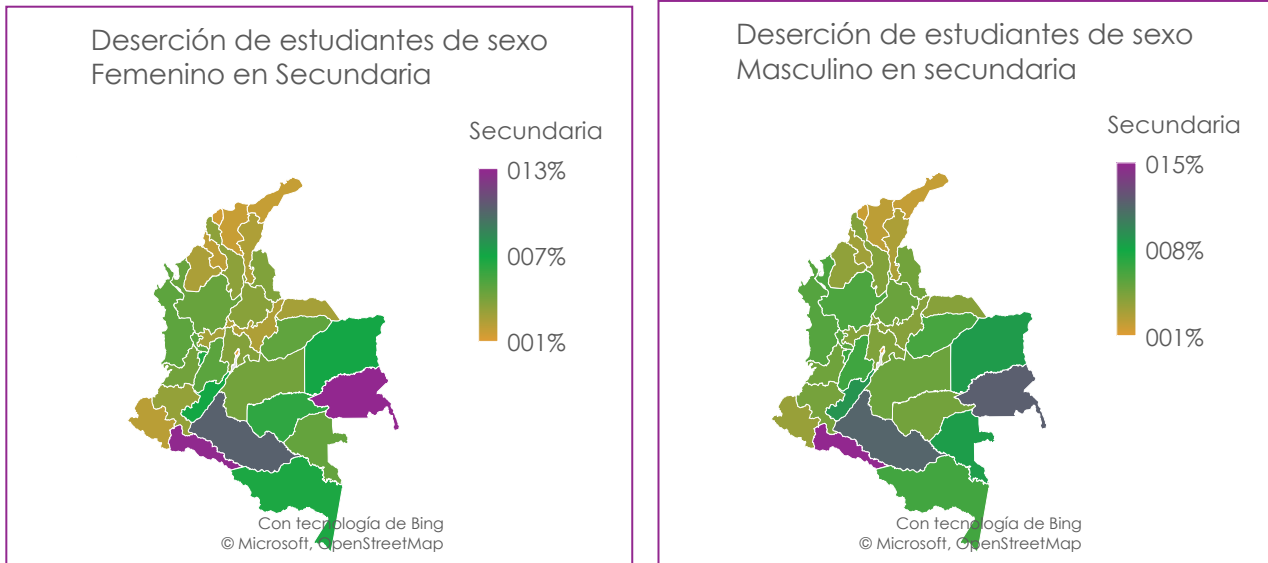 Deserción de estudiantes de sexo
Femenino en Secundaria
Secundaria
013%
007%
001%
Con tecnología de Bing
© Microsoft, OpenStreetMap
Deserción de estudiantes de sexo
Masculino en secundaria
Secundaria
015%
008%
001%
Con tecnología de Bing
© Microsoft, OpenStreetMap